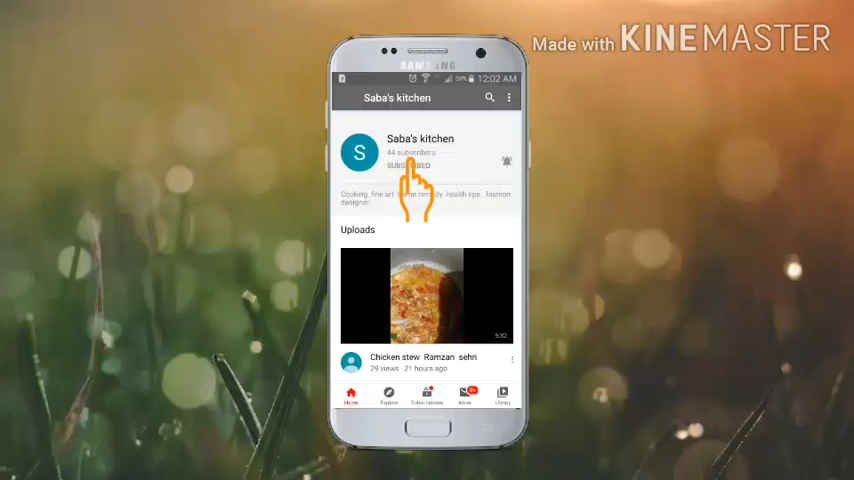 Made with KINEMASTER
SAMSUNG
59% 12:02 AM
Saba's kitchen
S
Saba's kitchen
44 subscribers
SUBSCRIBED
Cooking .fine art .home remedy .health tips.. fashion
designer.
Uploads
5:32
Chicken stew Ramzan sehri
29 views · 21 hours ago
9+
Home Explore Subscriptions Inbox Library